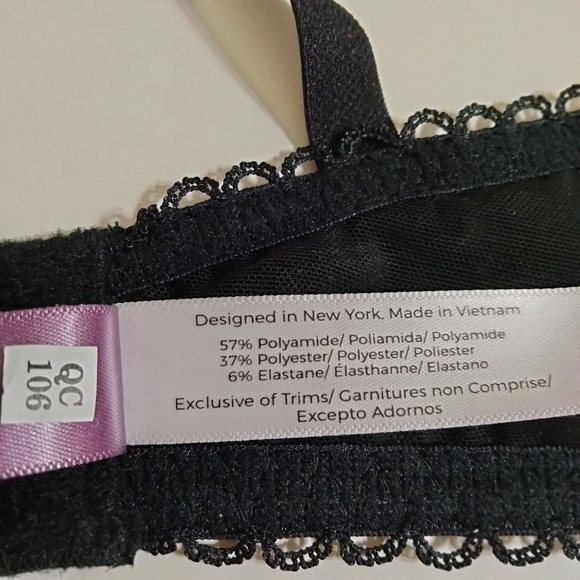 Designed in New York. Made in Vietnam
57% Polyamide/ Poliamida/ Polyamide
37% Polyester/ Polyester/ Poliester
6% Elastane/ Élasthanne/ Elastano
Exclusive of Trims/ Garnitures non Comprise/
Excepto Adornos
QC
106